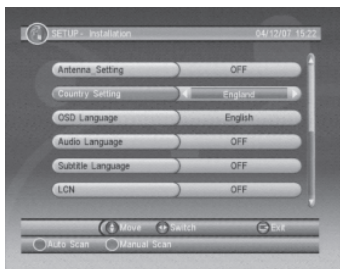 SETUP - Installation 04/12/07 15:22
Antenna_Setting OFF
Country Setting England
OSD Language English
Audio Language OFF
Subtitle Language OFF
LCN OFF
Move Switch Exit
Auto Scan Manual Scan